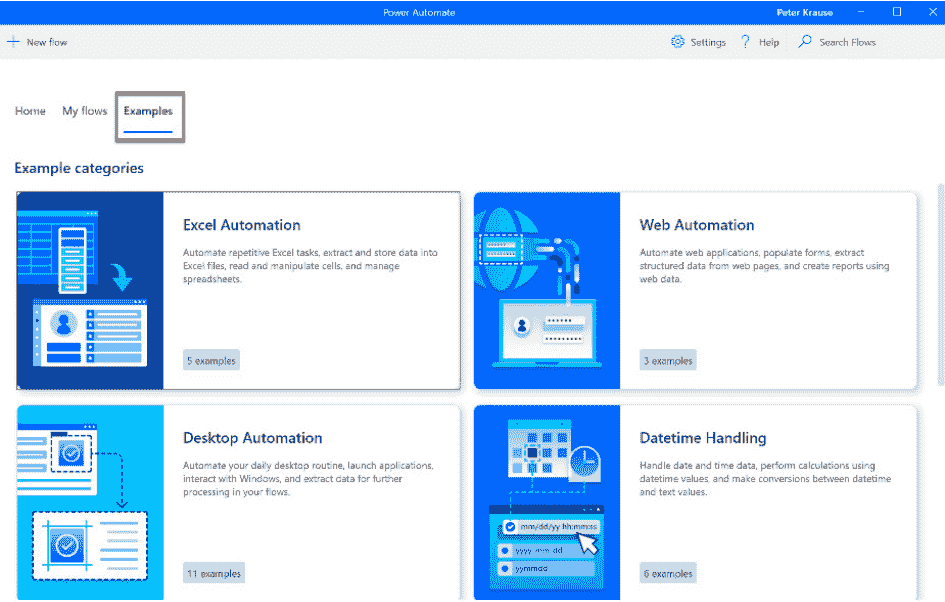 Power Automate
Peter Krause
New flow
Settings
Help
Search Flows
Home
My flows
Examples
Example categories
Excel Automation
Automate repetitive Excel tasks, extract and store data into
Excel files, read and manipulate cells, and manage
spreadsheets.
5 examples
Web Automation
Automate web applications, populate forms, extract
structured data from web pages, and create reports using
web data.
3 examples
Desktop Automation
Automate your daily desktop routine, launch applications,
interact with Windows, and extract data for further
processing in your flows.
11 examples
Datetime Handling
Handle date and time data, perform calculations using
datetime values, and make conversions between datetime
and text values.
mm/dd/yy hh:mm:ss
yyyy-mm-dd
yymmdd
6 examples